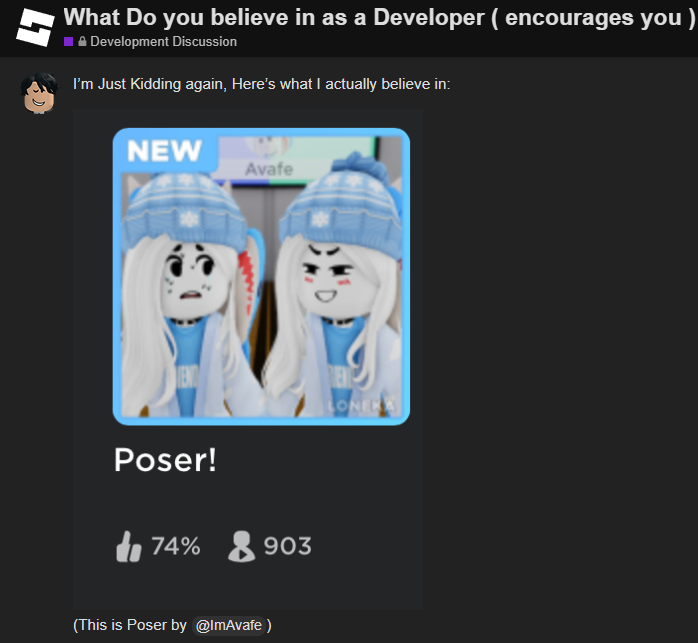 What Do you believe in as a Developer ( encourages you )
Development Discussion
I'm Just Kidding again, Here's what I actually believe in:
NEW
Avafe
LONEKA
Poser!
74% 903
(This is Poser by @ImAvafe )